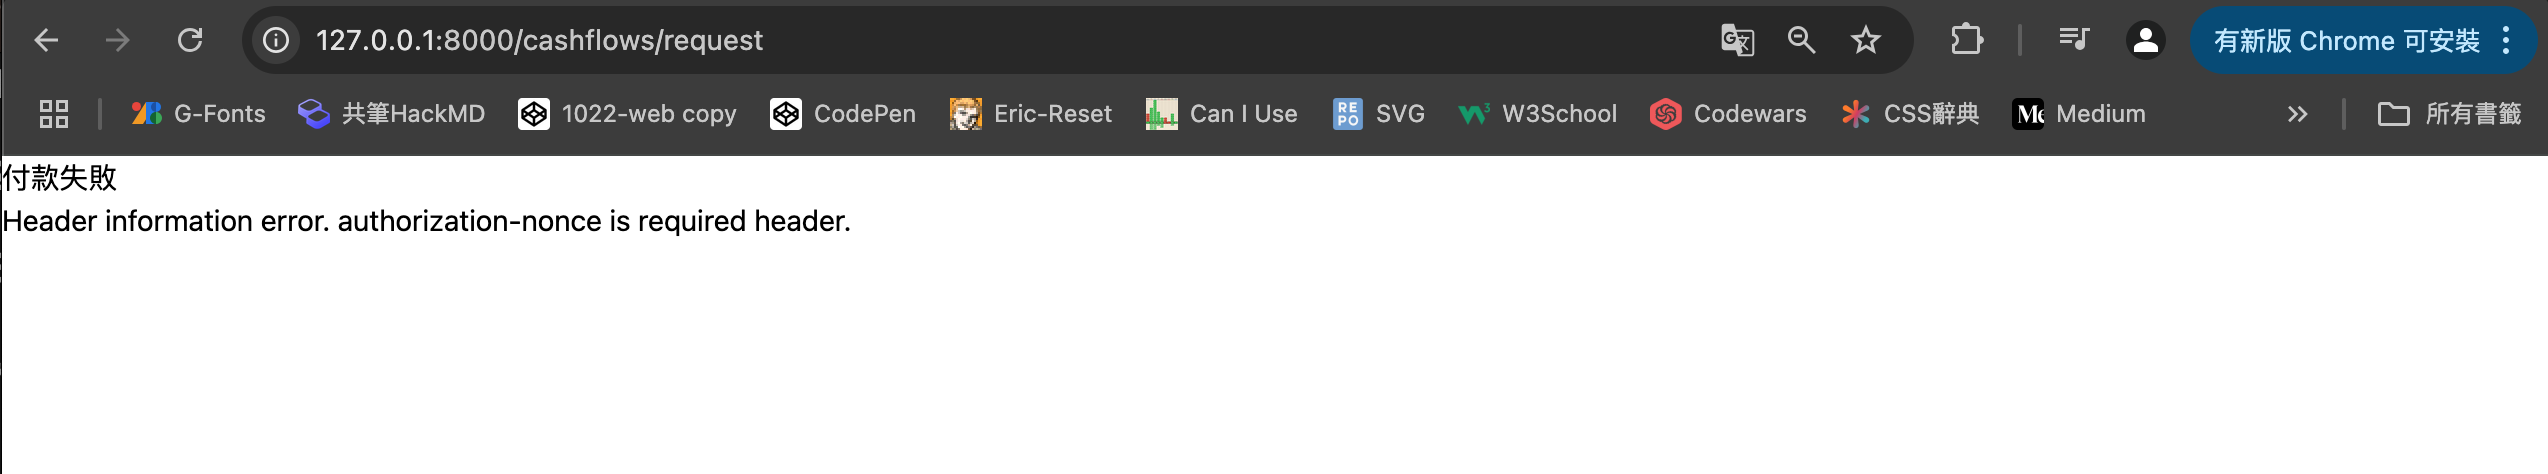 127.0.0.1:8000/cashflows/request
有新版 Chrome 可安裝
G-Fonts 共筆HackMD 1022-web copy CodePen Eric-Reset Can I Use REPO SVG W3School Codewars CSS辭典 Medium » 所有書籤
付款失敗
Header information error. authorization-nonce is required header.